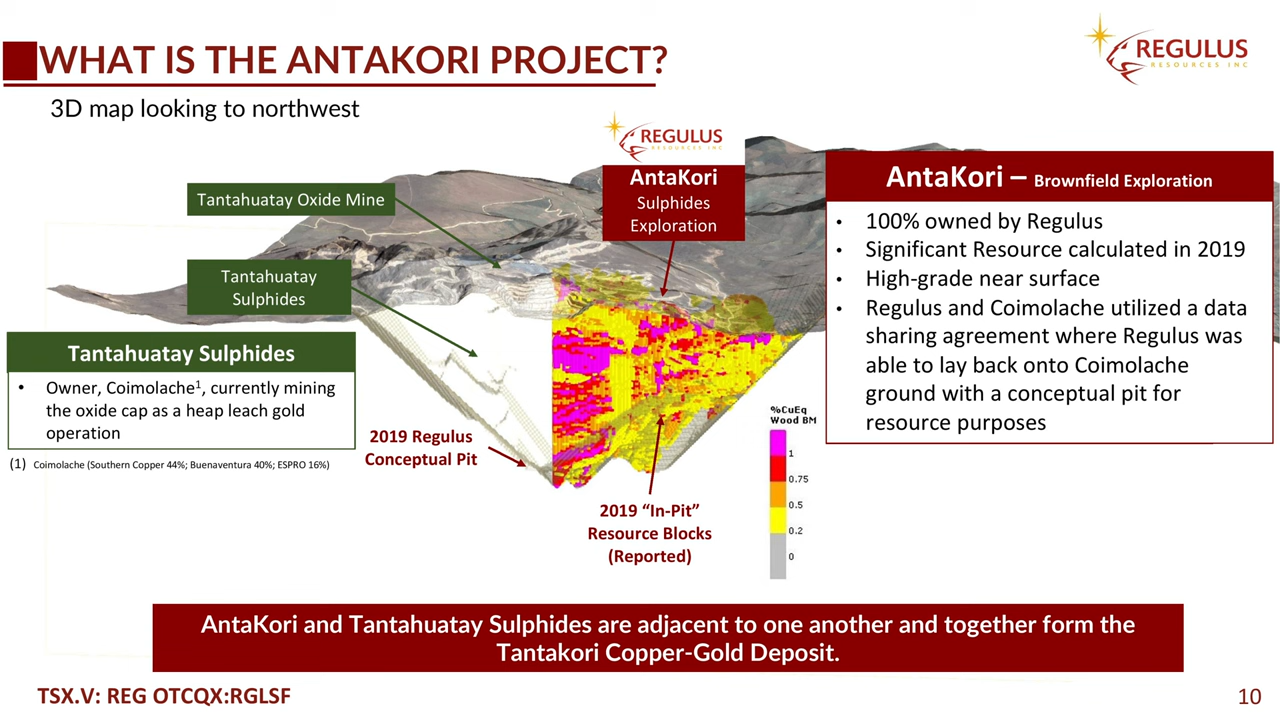 WHAT IS THE ANTAKORI PROJECT?
REGULUS
RESOURCES INC
3D map looking to northwest
REGULUS
RESOURCES INC
AntaKori
Sulphides
Exploration
Tantahuatay Oxide Mine
Tantahuatay
Sulphides
Tantahuatay Sulphides
• Owner, Coimolache¹, currently mining
the oxide cap as a heap leach gold
operation
(1) Coimolache (Southern Copper 44%; Buenaventura 40%; ESPRO 16%)
2019 Regulus
Conceptual Pit
2019 “In-Pit”
Resource Blocks
(Reported)
%CuEq
Wood BM
1
0.75
0.5
0.2
0
AntaKori – Brownfield Exploration
• 100% owned by Regulus
• Significant Resource calculated in 2019
• High-grade near surface
• Regulus and Coimolache utilized a data
sharing agreement where Regulus was
able to lay back onto Coimolache
ground with a conceptual pit for
resource purposes
AntaKori and Tantahuatay Sulphides are adjacent to one another and together form the
Tantakori Copper-Gold Deposit.
TSX.V: REG OTCQX:RGLSF
10